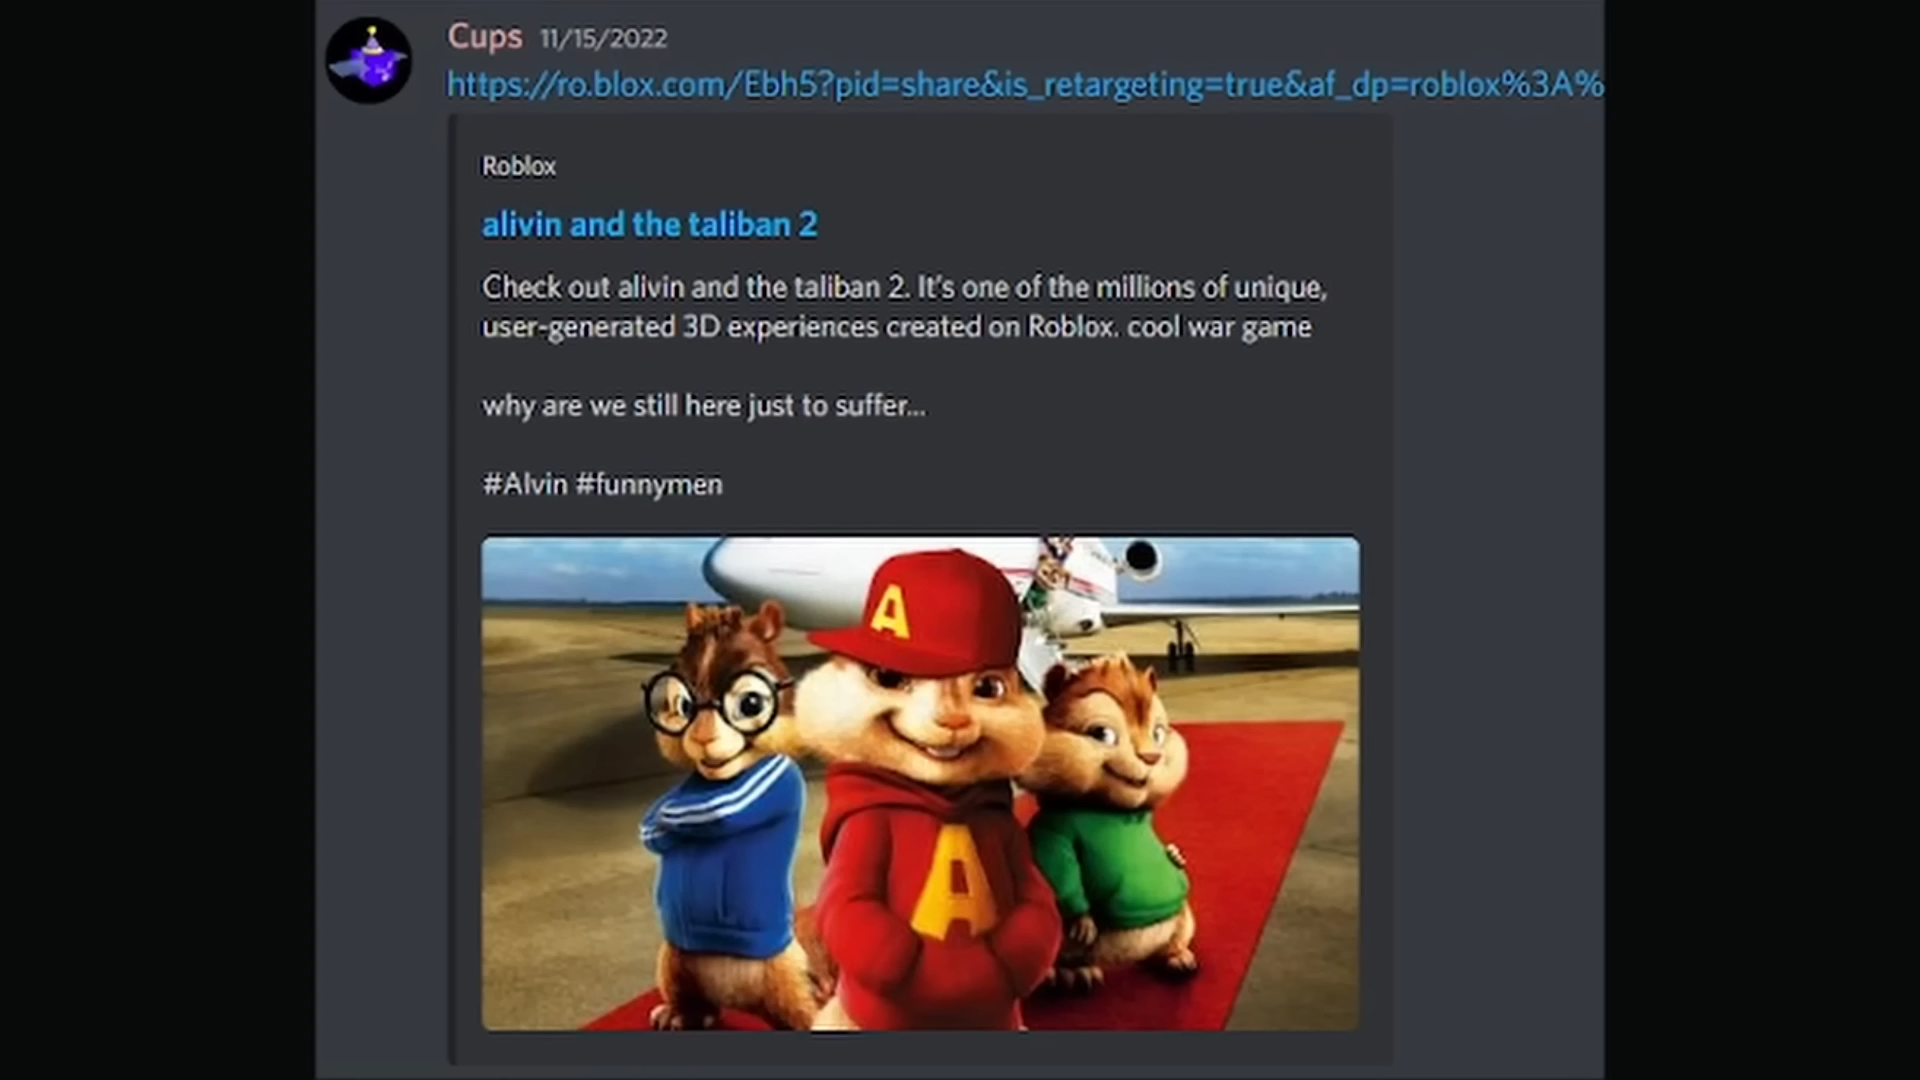 Cups 11/15/2022
https://ro.blox.com/Ebh5?pid=share&is_retargeting=true&af_dp=roblox%3A%
Roblox
alivin and the taliban 2
Check out alivin and the taliban 2. It's one of the millions of unique,
user-generated 3D experiences created on Roblox. cool war game
why are we still here just to suffer...
#Alvin #funnymen
A
A